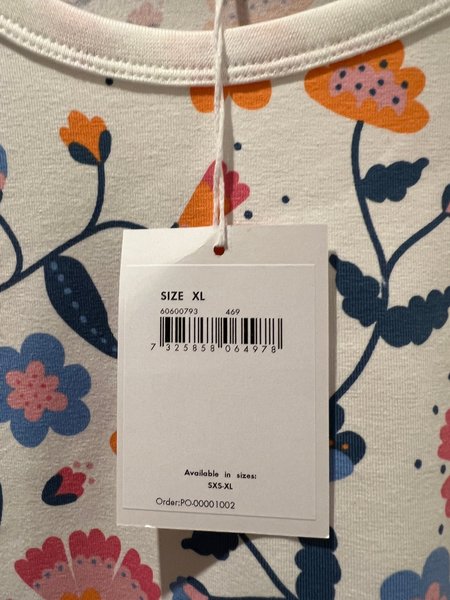 SIZE XL
60600793 469
7 325858 064978
Available in sizes:
SXS-XL
Order:PO-00001002